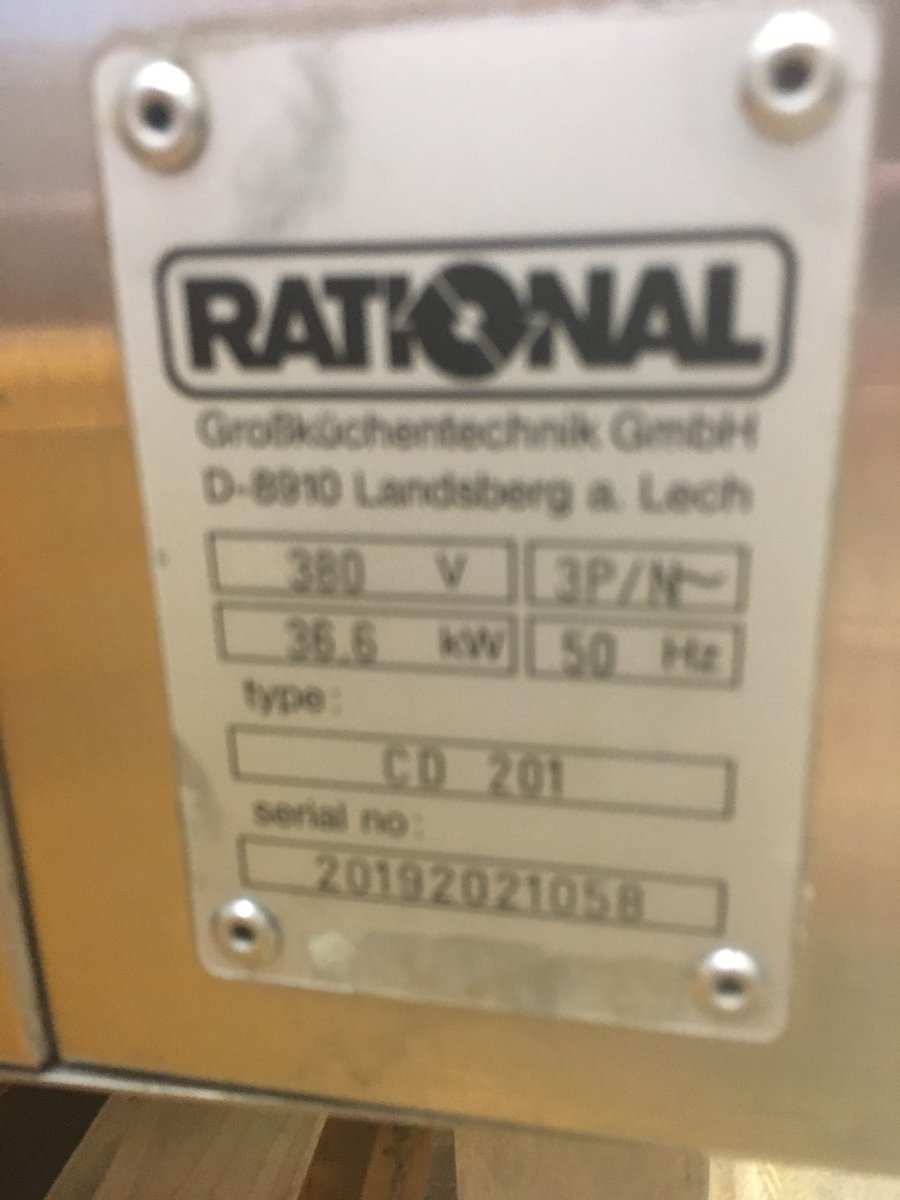 RATIONAL
Großküchentechnik GmbH
D-8910 Landsberg a. Lech
380 V 3P/N~
36.6 kW 50 Hz
type:
CD 201
serial no:
20192021058